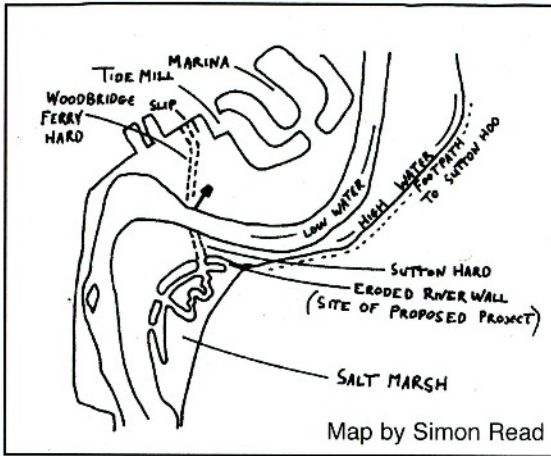 MARINA
TIDE MILL
WOODBRIDGE
FERRY
HARD
SLIP
LOW WATER
HIGH WATER
FOOTPATH
TO SUTTON HOO
SUTTON HARD
ERODED RIVER WALL
(SITE OF PROPOSED PROJECT)
SALT MARSH
Map by Simon Read